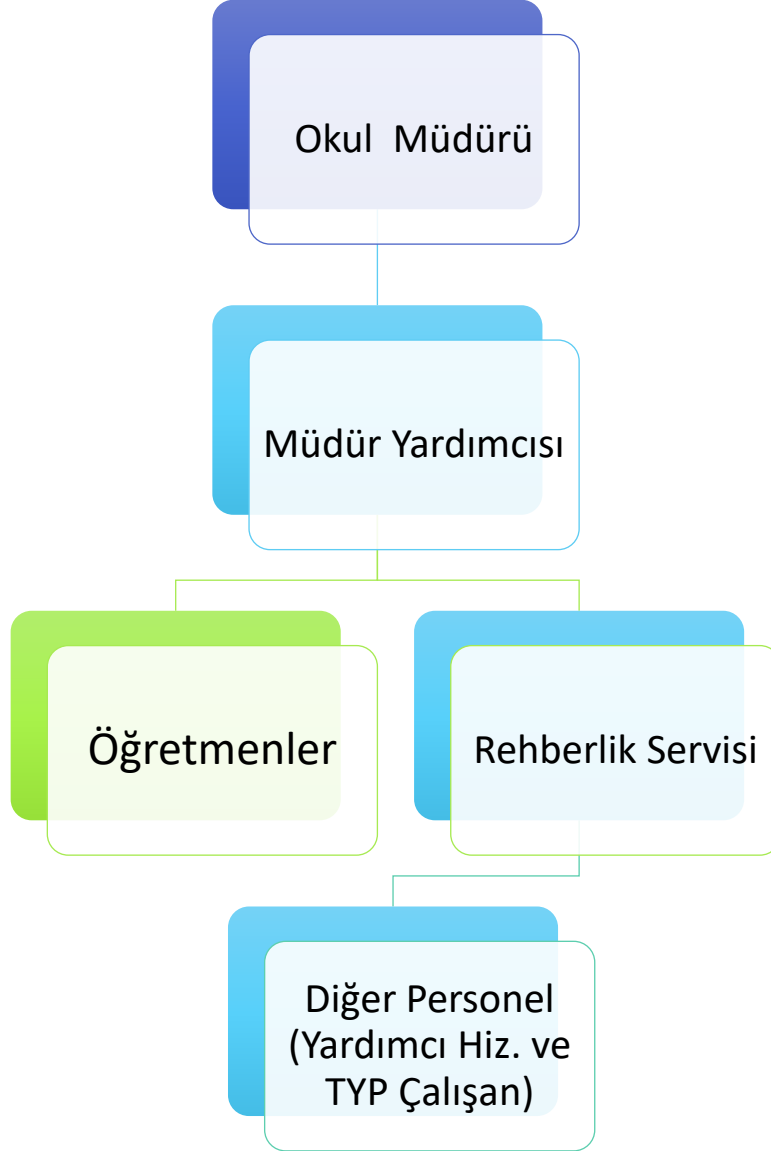 Okul  Müdürü
Müdür Yardımcısı
Öğretmenler
Rehberlik Servisi
Diğer Personel
(Yardımcı Hiz. ve
TYP Çalışan)